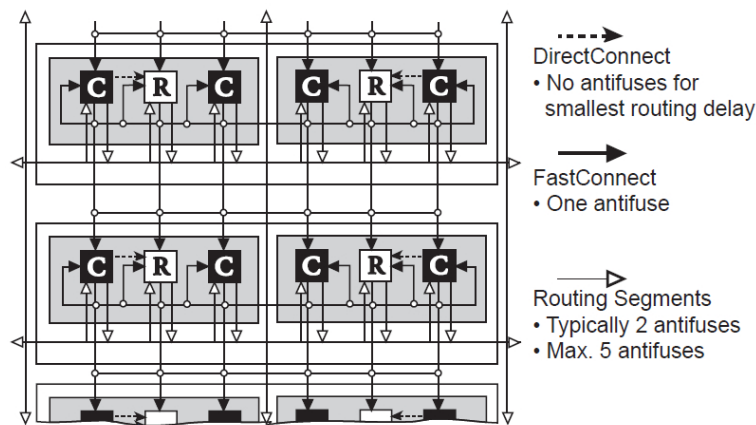 C R C C R C
DirectConnect
• No antifuses for
smallest routing delay
FastConnect
• One antifuse
C R C C R C
Routing Segments
• Typically 2 antifuses
• Max. 5 antifuses